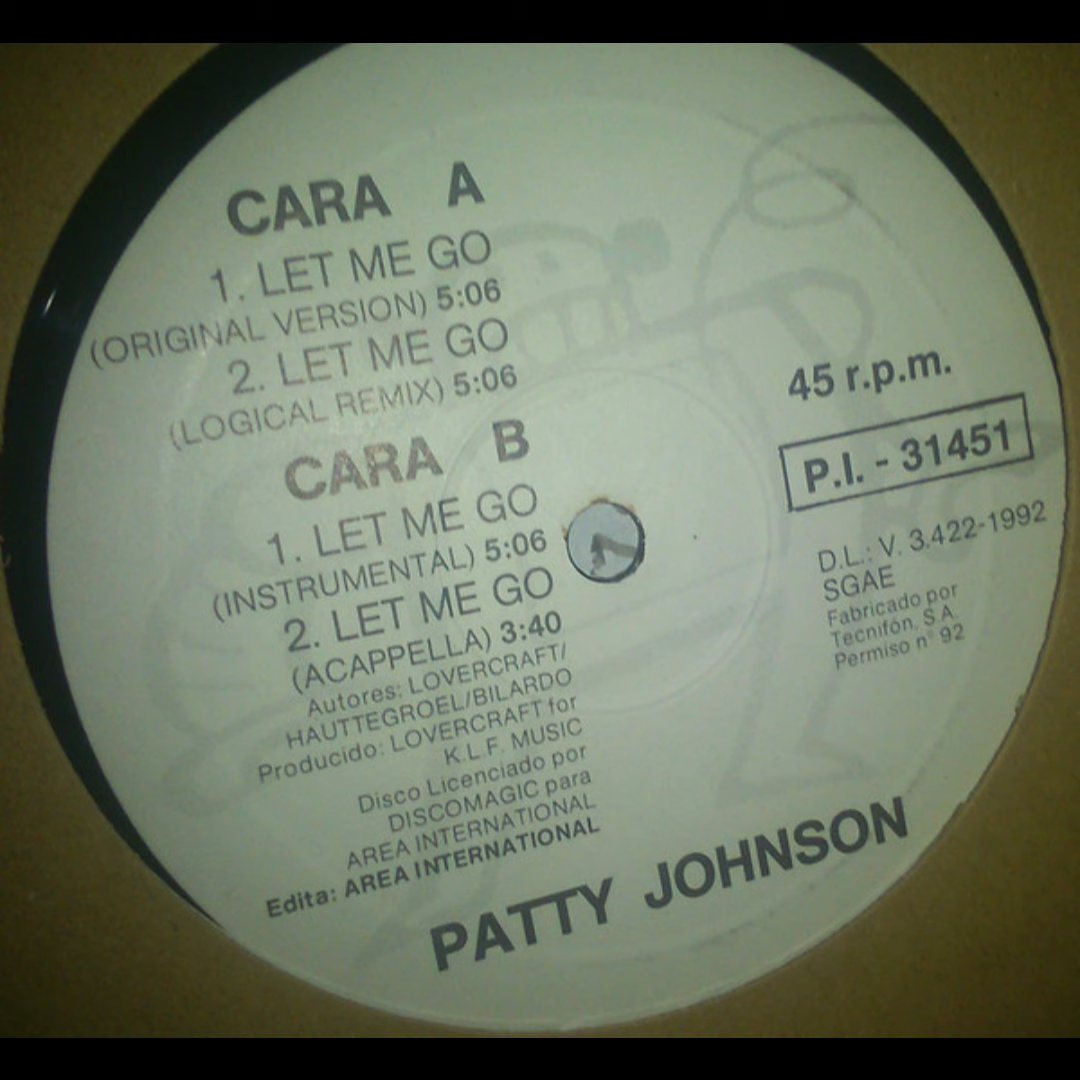 CARA A
1. LET ME GO
(ORIGINAL VERSION) 5:06
2. LET ME GO
(LOGICAL REMIX) 5:06
CARA B
1. LET ME GO
(INSTRUMENTAL) 5:06
2. LET ME GO
(ACAPPELLA) 3:40
Autores: LOVERCRAFT/
HAUTTEGROEL/BILARDO
Producido: LOVERCRAFT for
K.L.F. MUSIC
Disco Licenciado por
DISCOMAGIC para
AREA INTERNATIONAL
Edita: AREA INTERNATIONAL
45 r.p.m.
P.I. - 31451
D.L.: V. 3.422-1992
SGAE
Fabricado por
Tecnifón, S.A.
Permiso n° 92
PATTY JOHNSON